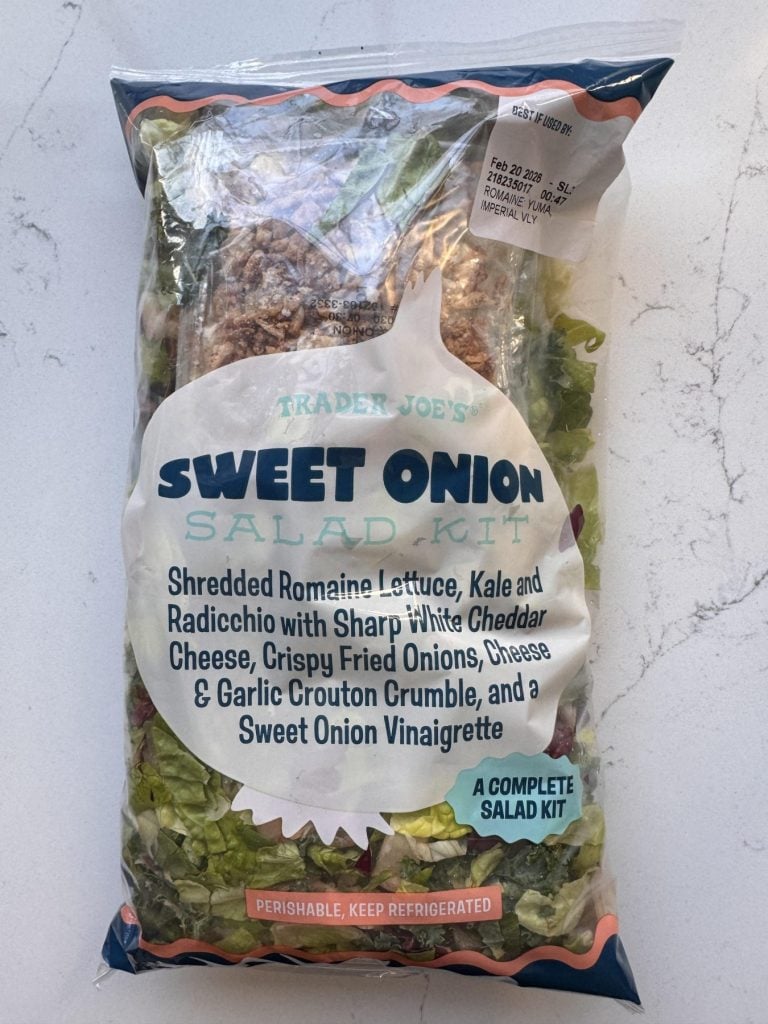 BEST IF USED BY:
Feb 20 2026 - SL:
218235017 00:47
ROMAINE: YUMA,
IMPERIAL VLY
ONION
TRADER JOE'S®
SWEET ONION
SALAD KIT
Shredded Romaine Lettuce, Kale and
Radicchio with Sharp White Cheddar
Cheese, Crispy Fried Onions, Cheese
& Garlic Crouton Crumble, and a
Sweet Onion Vinaigrette
A COMPLETE
SALAD KIT
PERISHABLE, KEEP REFRIGERATED